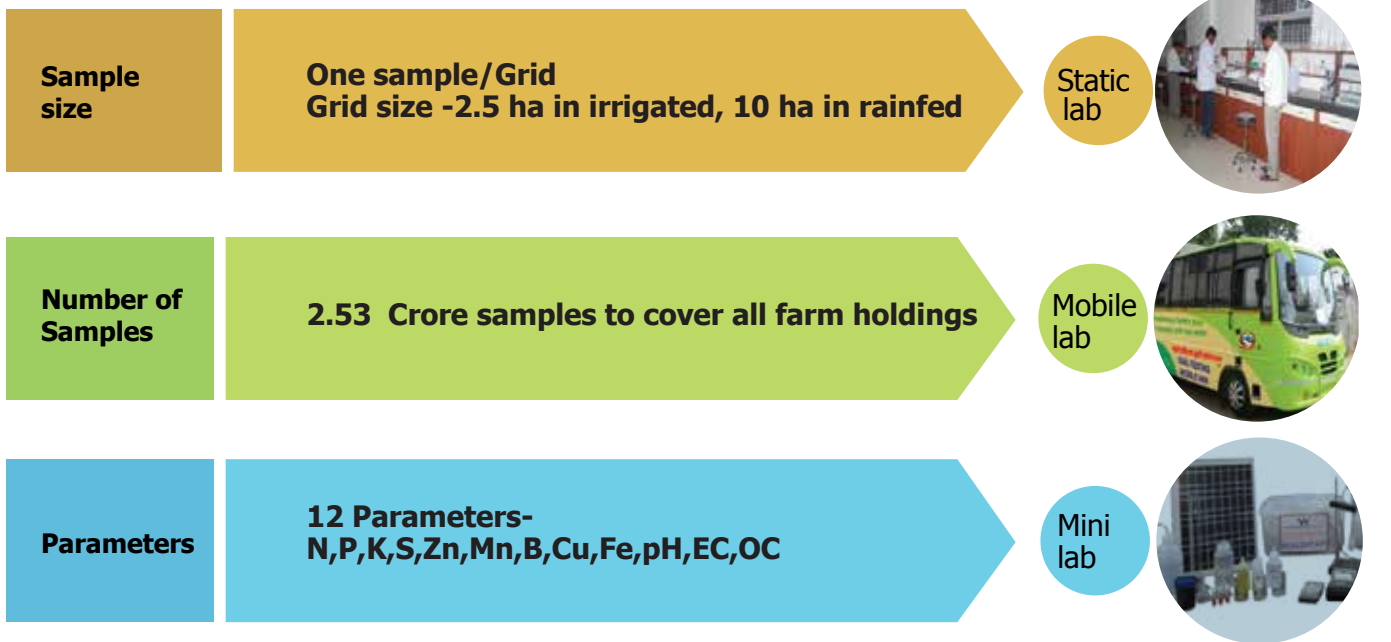 Sample
size
One sample/Grid
Grid size -2.5 ha in irrigated, 10 ha in rainfed
Static
lab
Number of
Samples
2.53 Crore samples to cover all farm holdings
Mobile
lab
Parameters
12 Parameters-
N,P,K,S,Zn,Mn,B,Cu,Fe,pH,EC,OC
Mini
lab